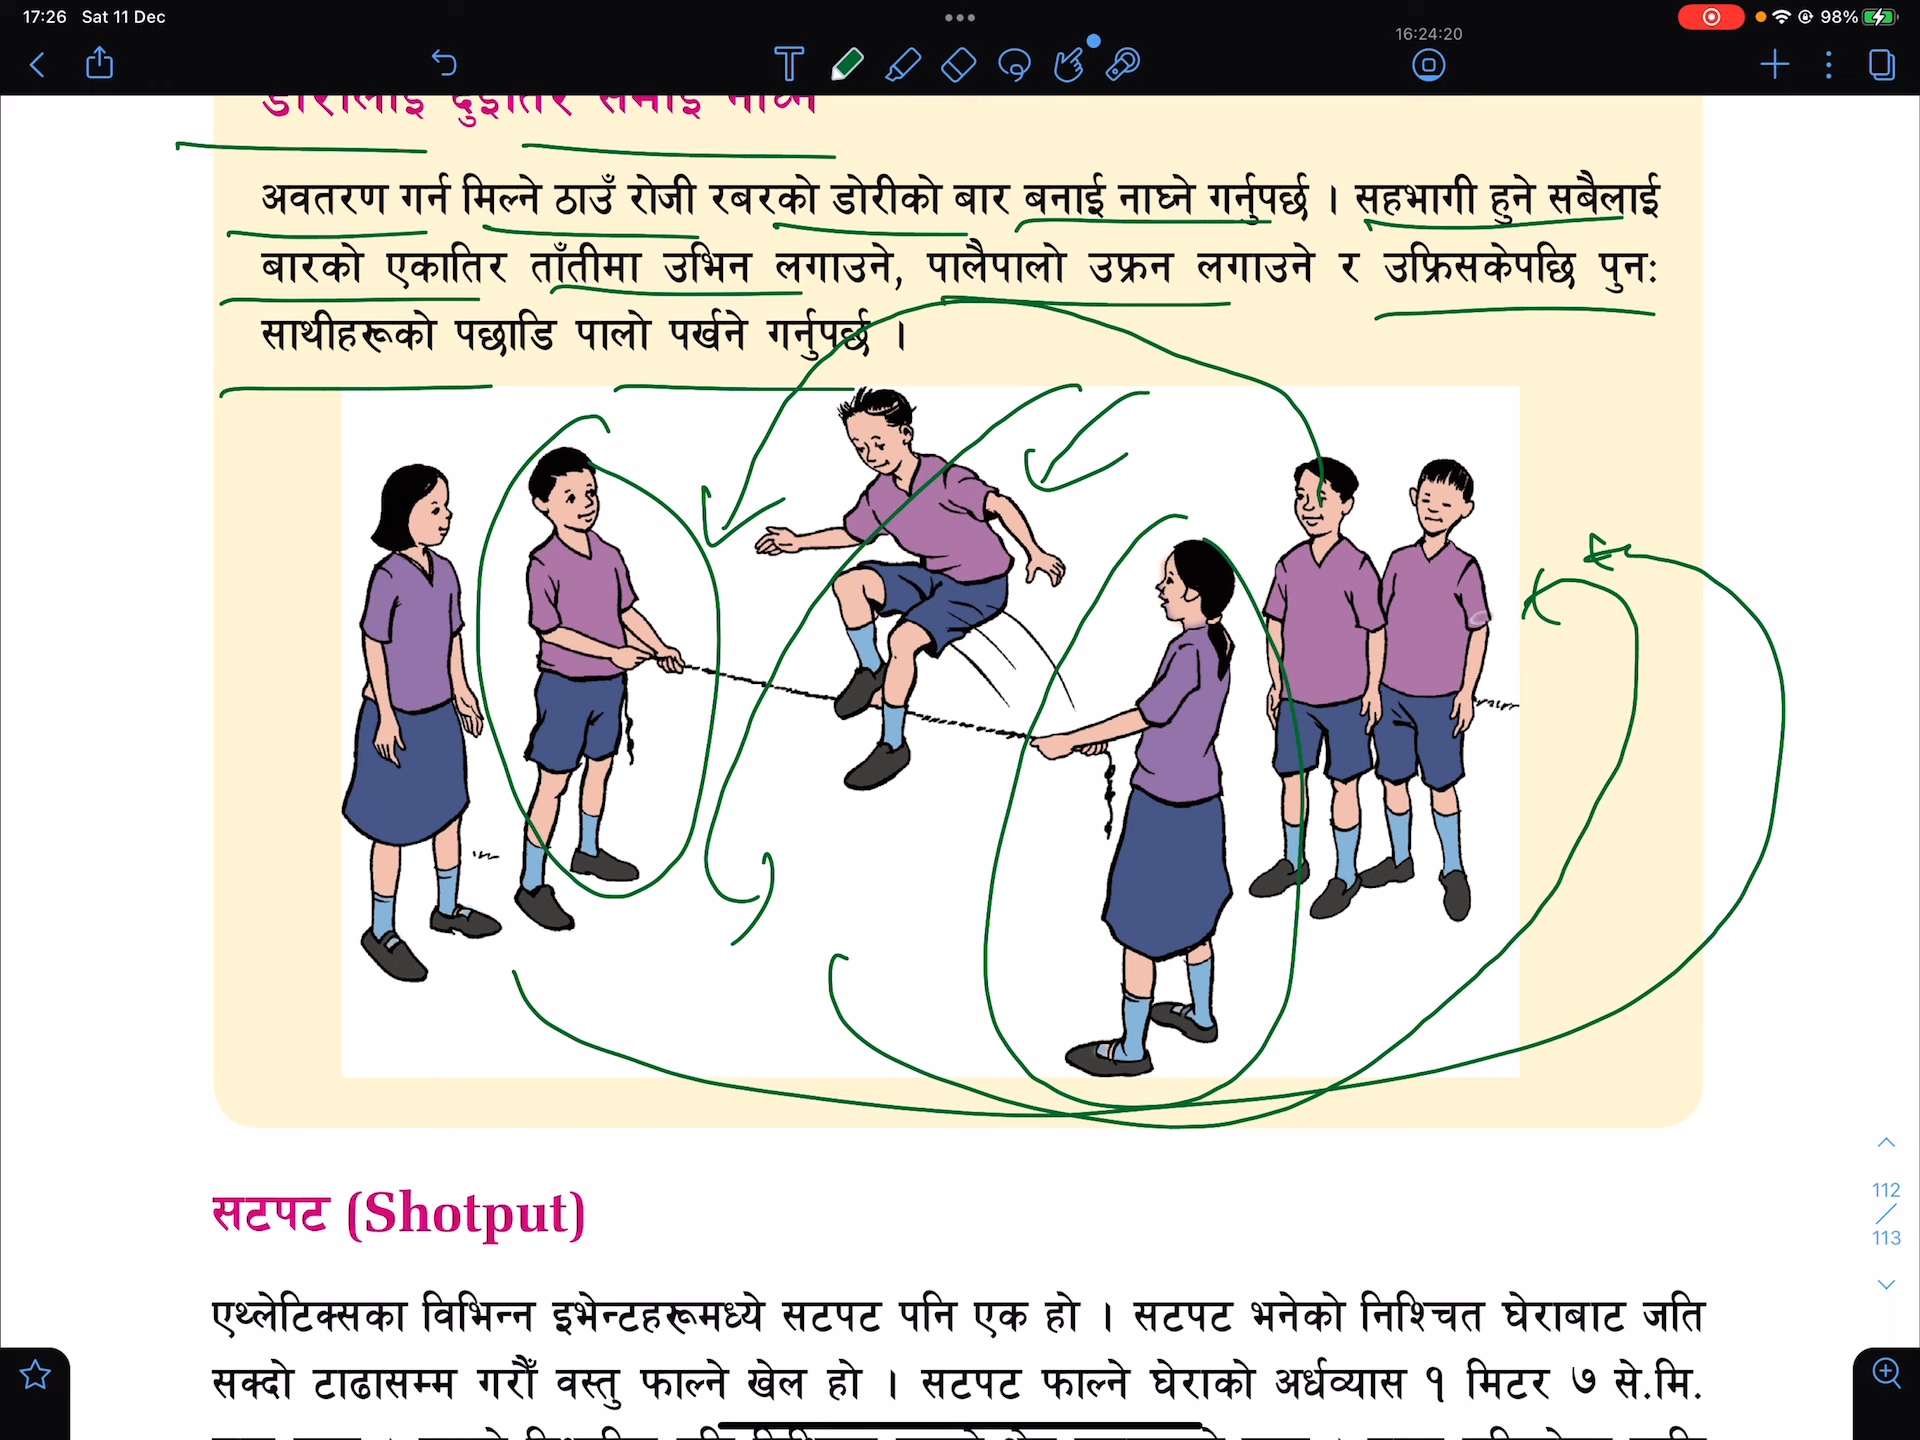 17:26 Sat 11 Dec
98%
16:24:20
डोरीलाई दुईतिर समाई नाघ्ने
अवतरण गर्न मिल्ने ठाउँ रोजी रबरको डोरीको बार बनाई नाघ्ने गर्नुपर्छ । सहभागी हुने सबैलाई
बारको एकातिर ताँतीमा उभिन लगाउने, पालैपालो उफ्रन लगाउने र उफ्रिसकेपछि पुनः
साथीहरूको पछाडि पालो पर्खने गर्नुपर्छ ।
112
/
113
सटपट (Shotput)
एथ्लेटिक्सका विभिन्न इभेन्टहरूमध्ये सटपट पनि एक हो । सटपट भनेको निश्चित घेराबाट जति
सक्दो टाढासम्म गरौँ वस्तु फाल्ने खेल हो । सटपट फाल्ने घेराको अर्धव्यास १ मिटर ७ से.मि.